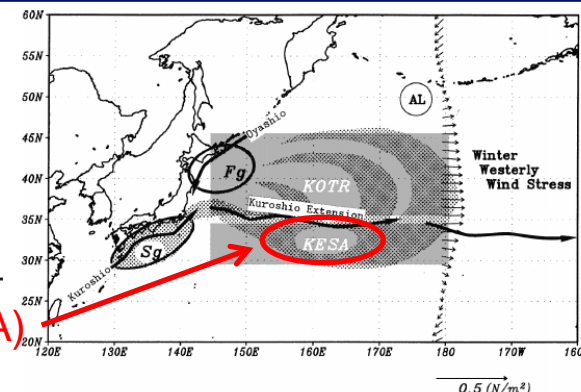 60N
55N
50N
45N
40N
35N
30N
25N
20N
AL
Oyashio
Fg
KOTR
Winter
Westerly
Wind Stress
Kuroshio Extension
KESA
Sg
Kuroshio
A)
120E 130E 140E 150E 160E 170E 180 170W 160
0.5 (N/m²)